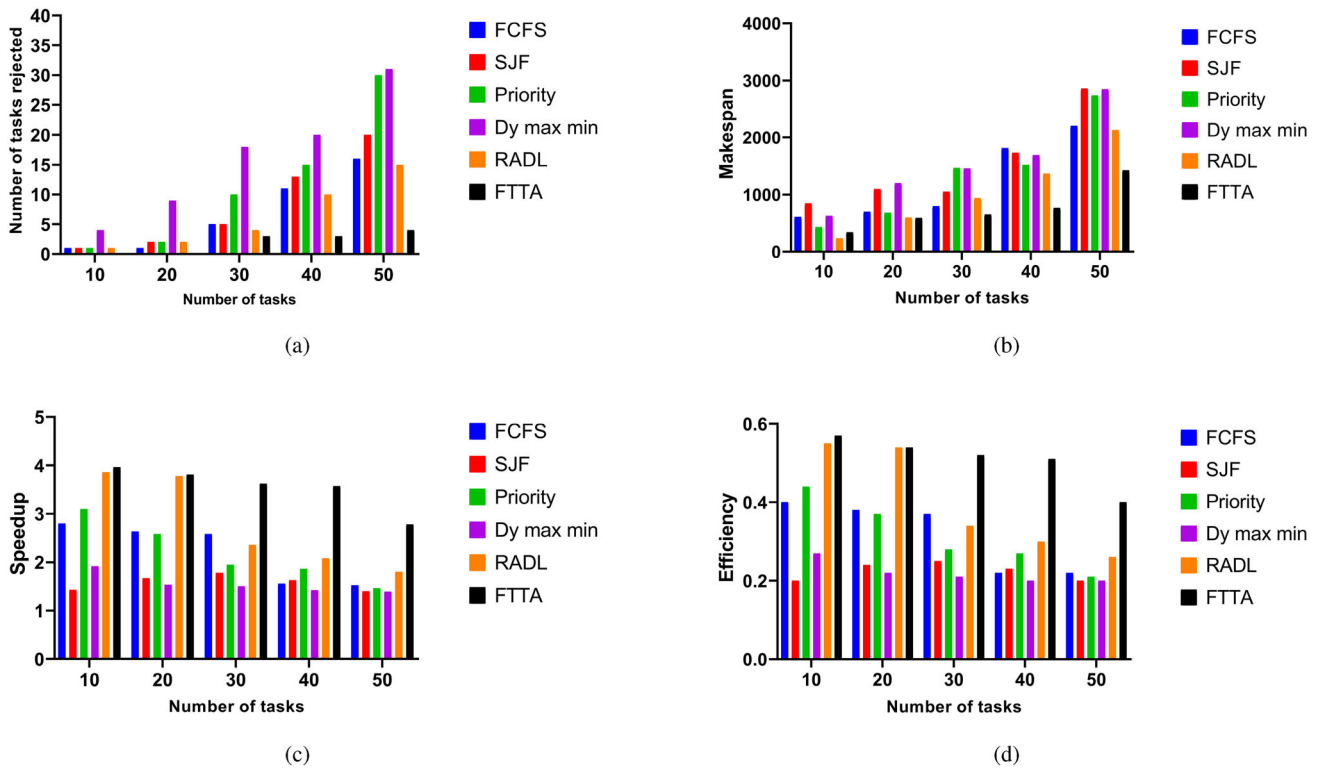 Number of tasks rejected
40
35
30
25
20
15
10
5
0
10 20 30 40 50
Number of tasks
FCFS
SJF
Priority
Dy max min
RADL
FTTA
(a)
Makespan
4000
3000
2000
1000
0
10 20 30 40 50
Number of tasks
FCFS
SJF
Priority
Dy max min
RADL
FTTA
(b)
Speedup
5
4
3
2
1
0
10 20 30 40 50
Number of tasks
FCFS
SJF
Priority
Dy max min
RADL
FTTA
(c)
Efficiency
0.6
0.4
0.2
0.0
10 20 30 40 50
Number of tasks
FCFS
SJF
Priority
Dy max min
RADL
FTTA
(d)